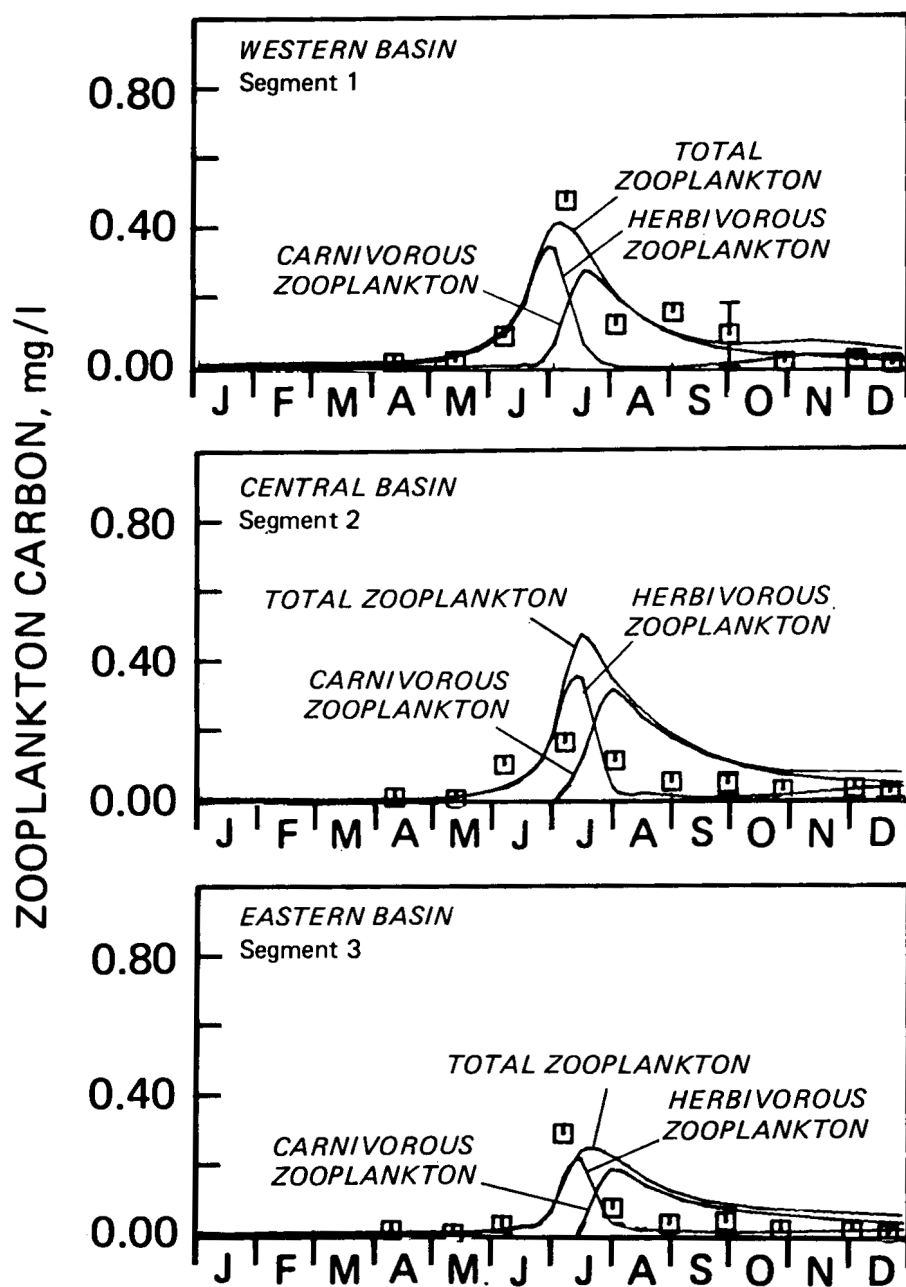 ZOOPLANKTON CARBON, mg/l
WESTERN BASIN
Segment 1
0.80
0.40
0.00
TOTAL
ZOOPLANKTON
HERBIVOROUS
ZOOPLANKTON
CARNIVOROUS
ZOOPLANKTON
J F M A M J J A S O N D
CENTRAL BASIN
Segment 2
0.80
0.40
0.00
TOTAL ZOOPLANKTON
HERBIVOROUS
ZOOPLANKTON
CARNIVOROUS
ZOOPLANKTON
J F M A M J J A S O N D
EASTERN BASIN
Segment 3
0.80
0.40
0.00
TOTAL ZOOPLANKTON
HERBIVOROUS
ZOOPLANKTON
CARNIVOROUS
ZOOPLANKTON
J F M A M J J A S O N D